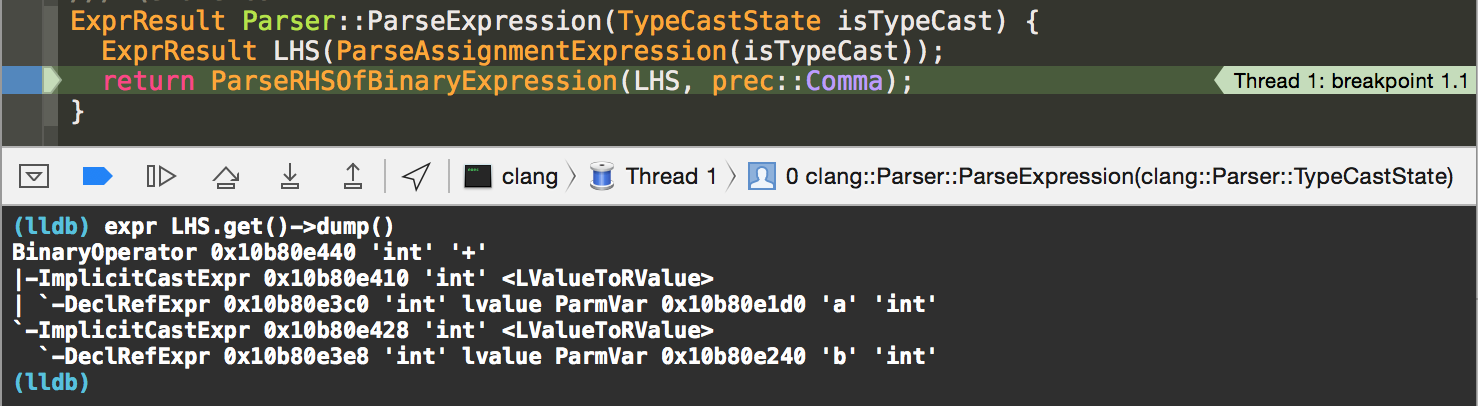 ExprResult Parser::ParseExpression(TypeCastState isTypeCast) {
  ExprResult LHS(ParseAssignmentExpression(isTypeCast));
  return ParseRHSOfBinaryExpression(LHS, prec::Comma);
Thread 1: breakpoint 1.1
}
clang
Thread 1
0 clang::Parser::ParseExpression(clang::Parser::TypeCastState)
(lldb) expr LHS.get()->dump()
BinaryOperator 0x10b80e440 'int' '+'
|-ImplicitCastExpr 0x10b80e410 'int' <LValueToRValue>
| `-DeclRefExpr 0x10b80e3c0 'int' lvalue ParmVar 0x10b80e1d0 'a' 'int'
`-ImplicitCastExpr 0x10b80e428 'int' <LValueToRValue>
  `-DeclRefExpr 0x10b80e3e8 'int' lvalue ParmVar 0x10b80e240 'b' 'int'
(lldb)